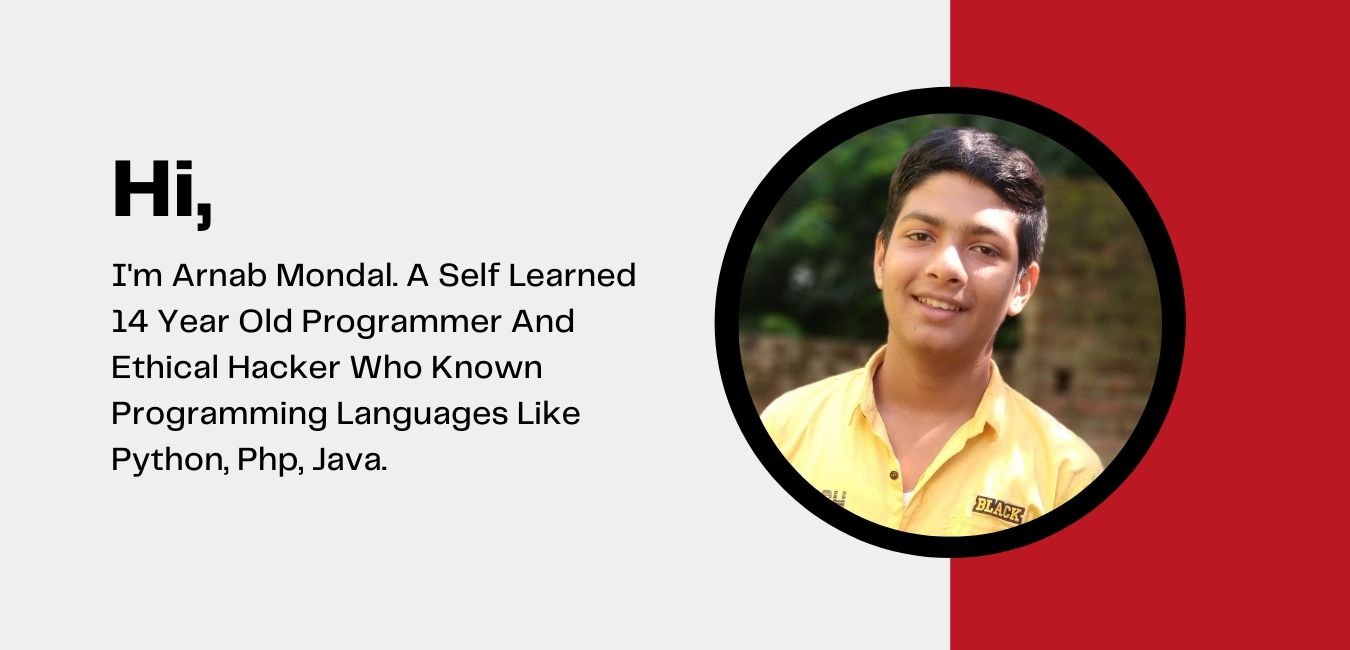 Hi,
I'm Arnab Mondal. A Self Learned
14 Year Old Programmer And
Ethical Hacker Who Known
Programming Languages Like
Python, Php, Java.
BLACK